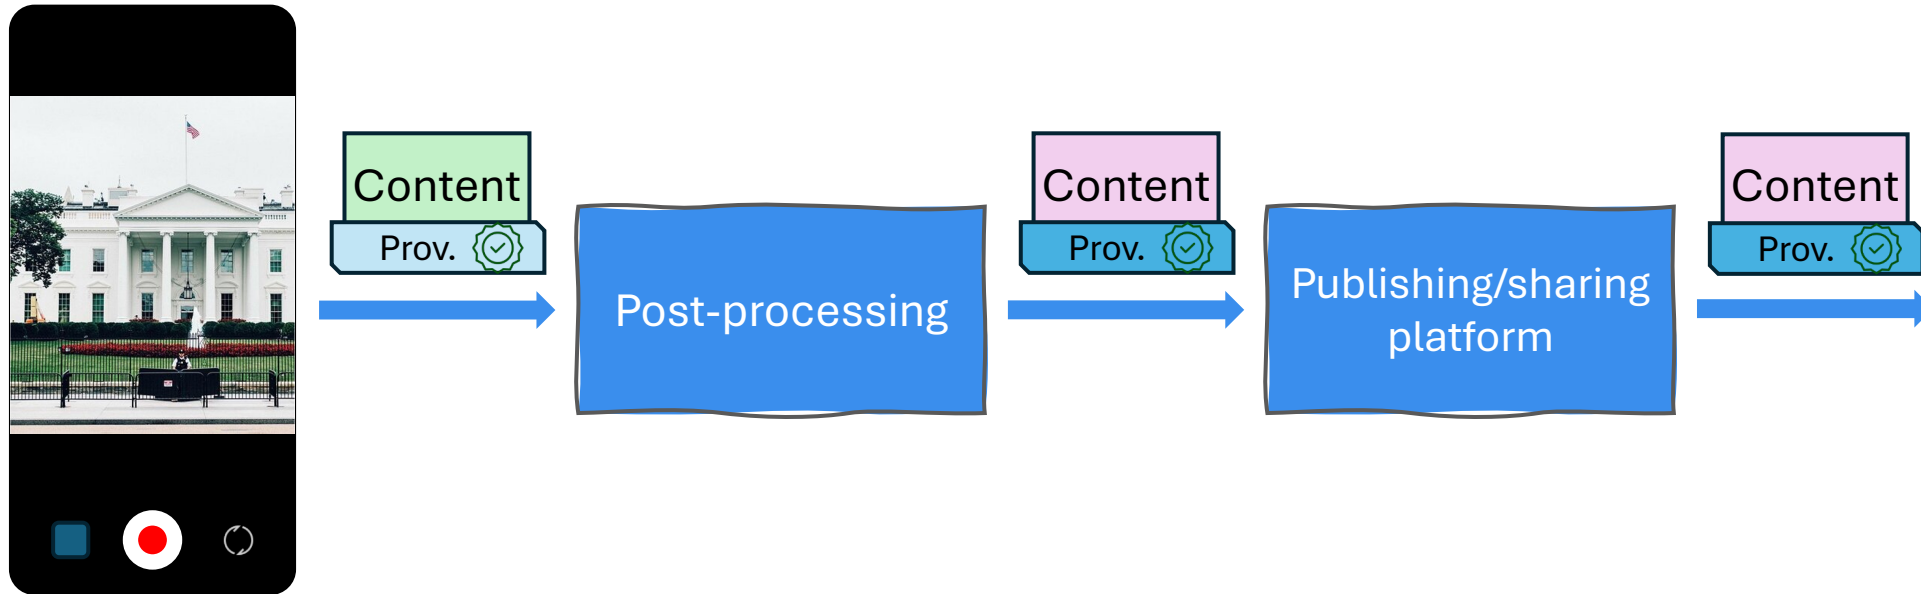 Content
Prov.
Post-processing
Content
Prov.
Publishing/sharing
platform
Content
Prov.